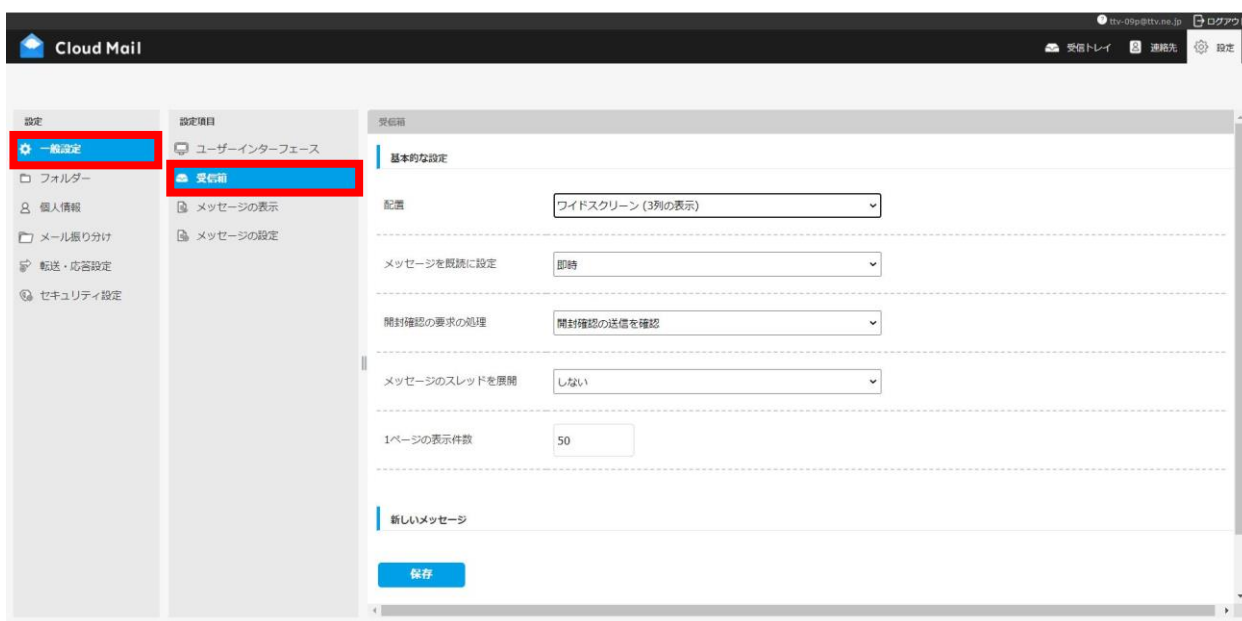 ttv-09p@ttv.ne.jp ログアウ
Cloud Mail
受信トレイ 連絡先 設定
設定
一般設定
フォルダー
個人情報
メール振り分け
転送・応答設定
セキュリティ設定
設定項目
ユーザーインターフェース
受信箱
メッセージの表示
メッセージの設定
受信箱
基本的な設定
配置 ワイドスクリーン (3列の表示)
メッセージを既読に設定 即時
開封確認の要求の処理 開封確認の送信を確認
メッセージのスレッドを展開 しない
1ページの表示件数 50
新しいメッセージ
保存